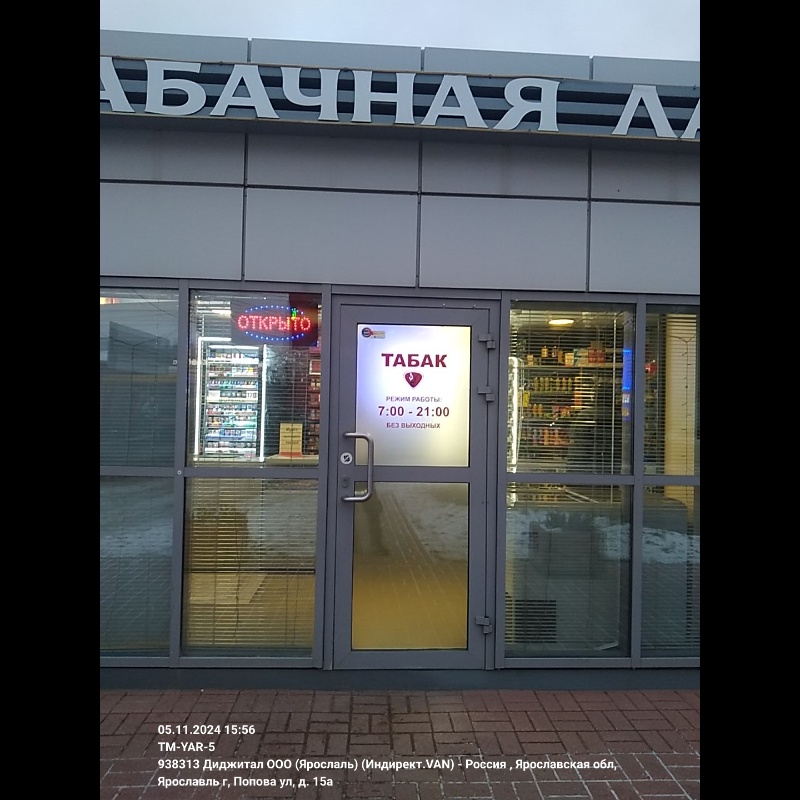 АБАЧНАЯ ЛА
ОТКРЫТО
ТАБАК
РЕЖИМ РАБОТЫ:
7:00 - 21:00
БЕЗ ВЫХОДНЫХ
05.11.2024 15:56
TM-YAR-5
938313 Диджитал ООО (Ярослаль) (Индирект.VAN) - Россия , Ярославская обл,
Ярославль г, Попова ул, д. 15а